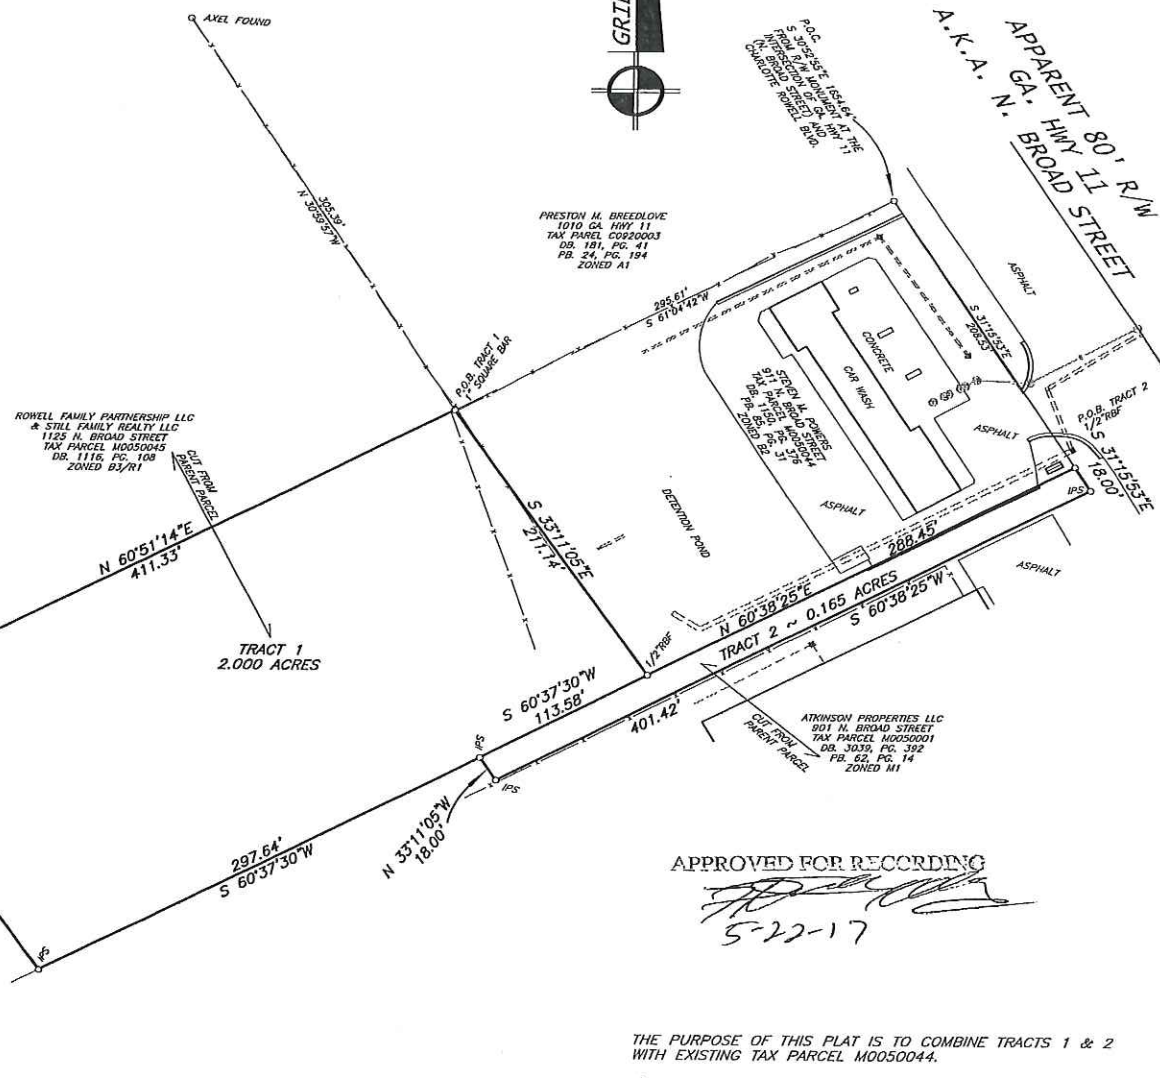 AXEL FOUND
GRI
P.O.C.
S 30°52'55"E 1654.64'
FROM R/W MONUMENT AT THE
INTERSECTION OF GA. HWY 11
(N. BROAD STREET) AND
CHARLOTTE ROWELL BLVD.
APPARENT 80' R/W
GA. HWY 11
A.K.A. N. BROAD STREET
305.39'
N 30°59'57"W
PRESTON M. BREEDLOVE
1010 GA. HWY 11
TAX PAREL C0920003
DB. 181, PG. 41
PB. 24, PG. 194
ZONED A1
295.61'
S 61°04'42"W
ASPHALT
S 31°15'53"E
208.53'
CONCRETE
CAR WASH
P.O.B. TRACT 1
SQUARE BAR
STEVEN M. POWERS
911 N. BROAD STREET
TAX PARCEL M0050044
DB. 1150, PG. 376
PB. 85, PG. 31
ZONED B2
P.O.B. TRACT 2
1/2"RBF
ASPHALT
S 31°15'53"E
18.00'
IPS
ROWELL FAMILY PARTNERSHIP LLC
& STILL FAMILY REALTY LLC
1125 N. BROAD STREET
TAX PARCEL M0050045
DB. 1116, PG. 108
ZONED B3/R1
CUT FROM
PARENT PARCEL
N 60°51'14"E
411.33'
S 33°11'05"E
211.14'
DETENTION POND
ASPHALT
288.45'
N 60°38'25"E
TRACT 2 ~ 0.165 ACRES
S 60°38'25"W
ASPHALT
TRACT 1
2.000 ACRES
1/2"RBF
S 60°37'30"W
113.58'
401.42'
CUT FROM
PARENT PARCEL
ATKINSON PROPERTIES LLC
901 N. BROAD STREET
TAX PARCEL M0050001
DB. 3039, PG. 392
PB. 62, PG. 14
ZONED M1
IPS
IPS
N 33°11'05"W
18.00'
297.64'
S 60°37'30"W
IPS
APPROVED FOR RECORDING
5-22-17
THE PURPOSE OF THIS PLAT IS TO COMBINE TRACTS 1 & 2
WITH EXISTING TAX PARCEL M0050044.